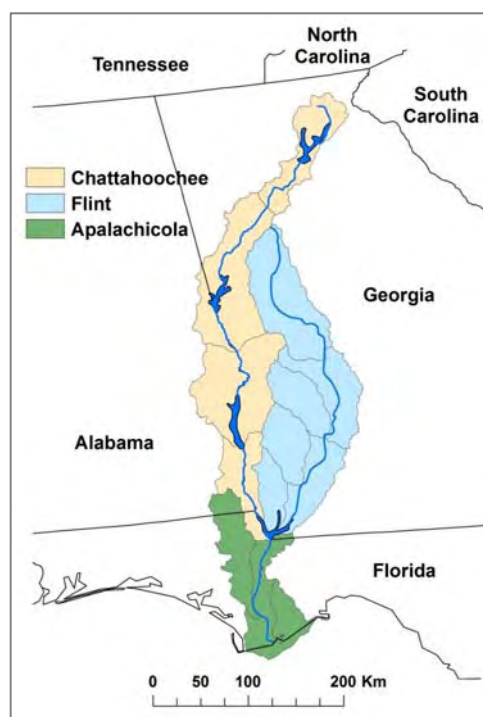 North
Carolina
Tennessee
South
Carolina
Chattahoochee
Flint
Apalachicola
Georgia
Alabama
Florida
0 50 100 200 Km